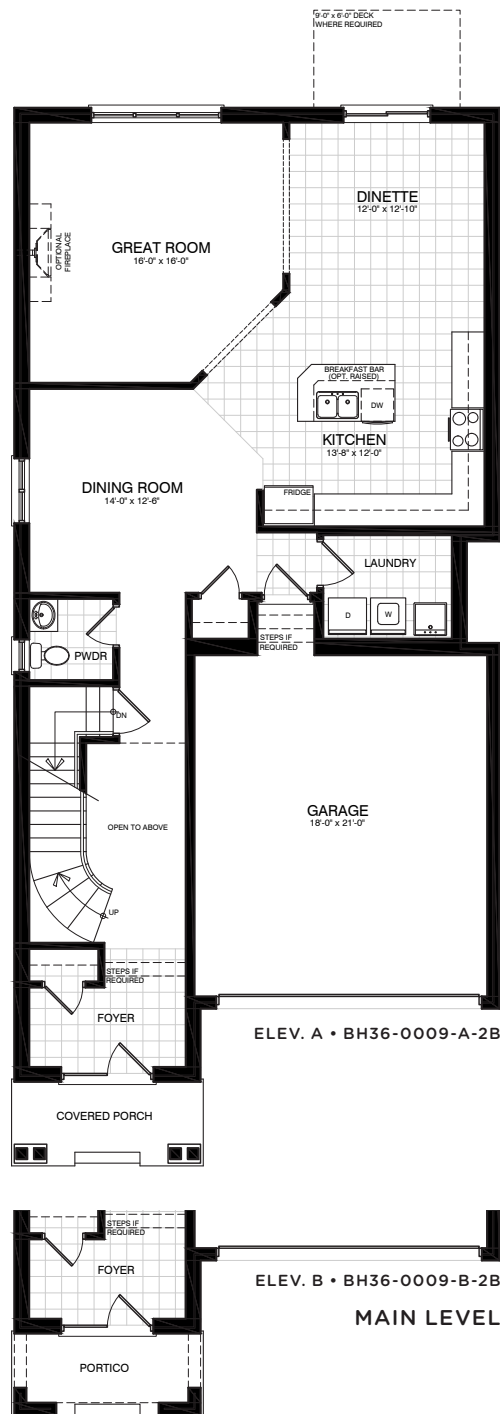 9'-0" x 6'-0" DECK
WHERE REQUIRED
DINETTE
12'-0" x 12'-10"
GREAT ROOM
16'-0" x 16'-0"
OPTIONAL
FIREPLACE
BREAKFAST BAR
(OPT. RAISED)
DW
KITCHEN
13'-8" x 12'-0"
DINING ROOM
14'-0" x 12'-6"
FRIDGE
LAUNDRY
D
W
STEPS IF
REQUIRED
PWDR
DN
GARAGE
18'-0" x 21'-0"
OPEN TO ABOVE
UP
STEPS IF
REQUIRED
FOYER
ELEV. A • BH36-0009-A-2B
COVERED PORCH
STEPS IF
REQUIRED
FOYER
ELEV. B • BH36-0009-B-2B
MAIN LEVEL
PORTICO